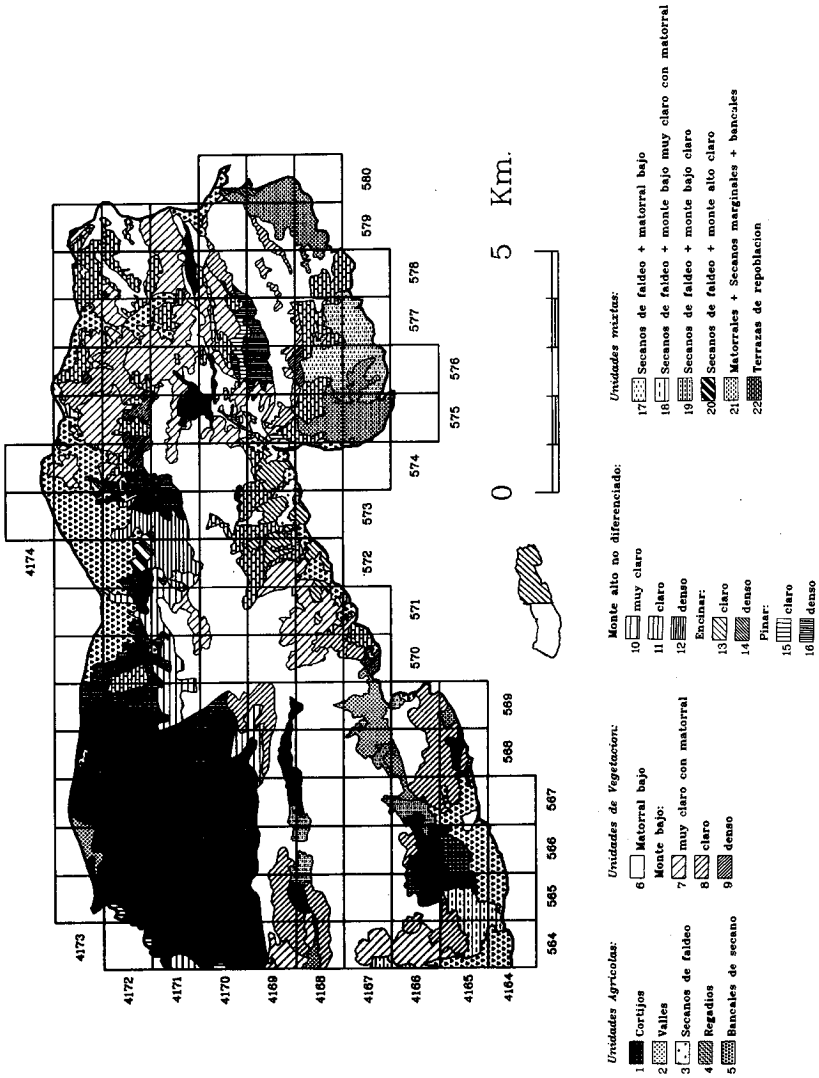 4174
4173
4172
4171
4170
4169
4168
4167
4166
4165
4164
564
565
566
567
568
569
570
571
572
573
574
575
576
577
578
579
580
0
5 Km.
Unidades Agricolas:
1 Cortijos
2 Valles
3 Secanos de faldeo
4 Regadios
5 Bancales de secano
Unidades de Vegetacion:
6 Matorral bajo
Monte bajo:
7 muy claro con matorral
8 claro
9 denso
Monte alto no diferenciado:
10 muy claro
11 claro
12 denso
Encinar:
13 claro
14 denso
Pinar:
15 claro
16 denso
Unidades mixtas:
17 Secanos de faldeo + matorral bajo
18 Secanos de faldeo + monte bajo muy claro con matorral
19 Secanos de faldeo + monte bajo claro
20 Secanos de faldeo + monte alto claro
21 Matorrales + Secanos marginales + bancales
22 Terrazas de repoblacion